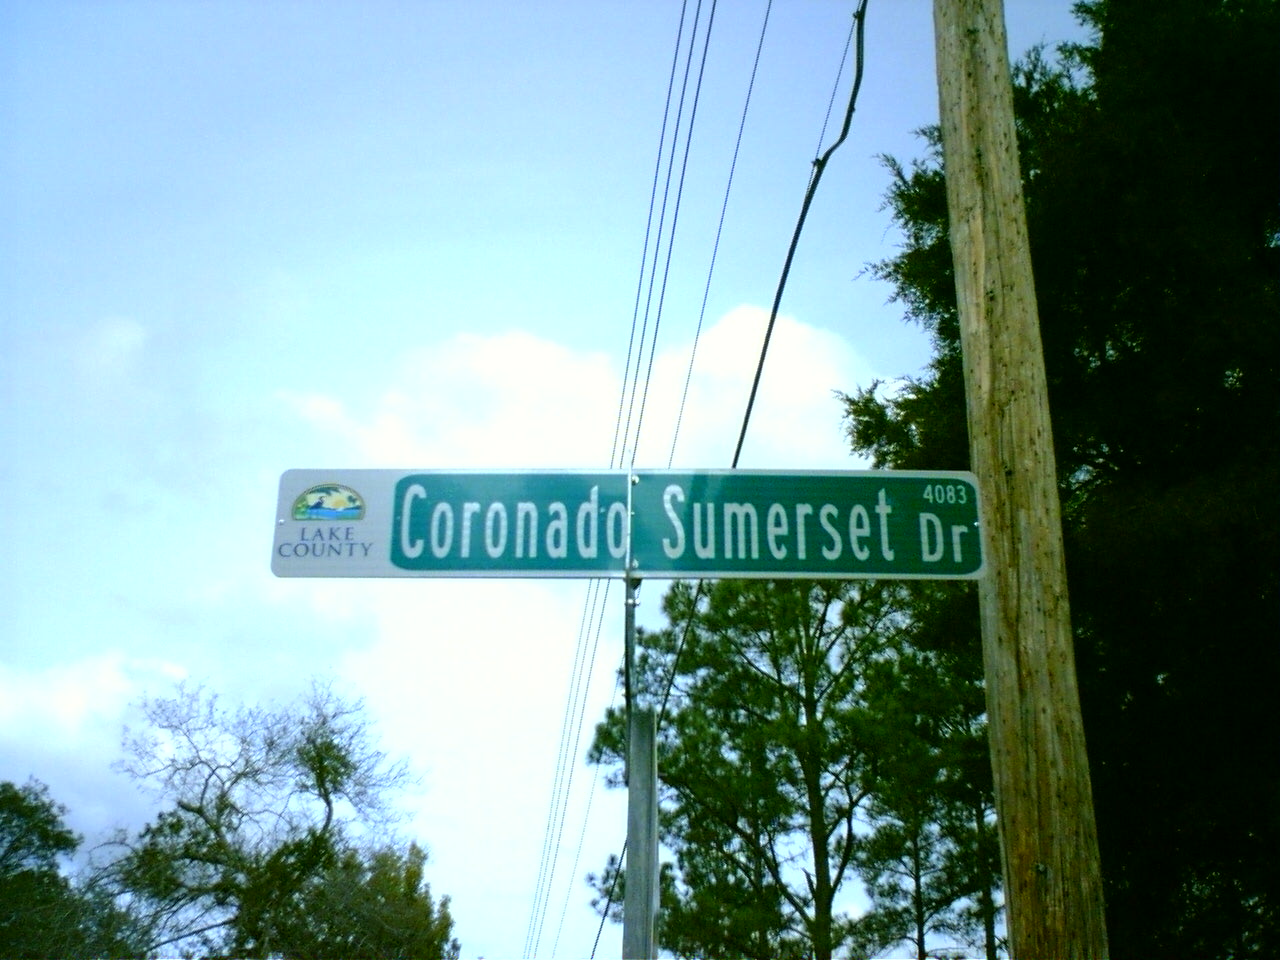 LAKE
COUNTY
Coronado Sumerset Dr
4083